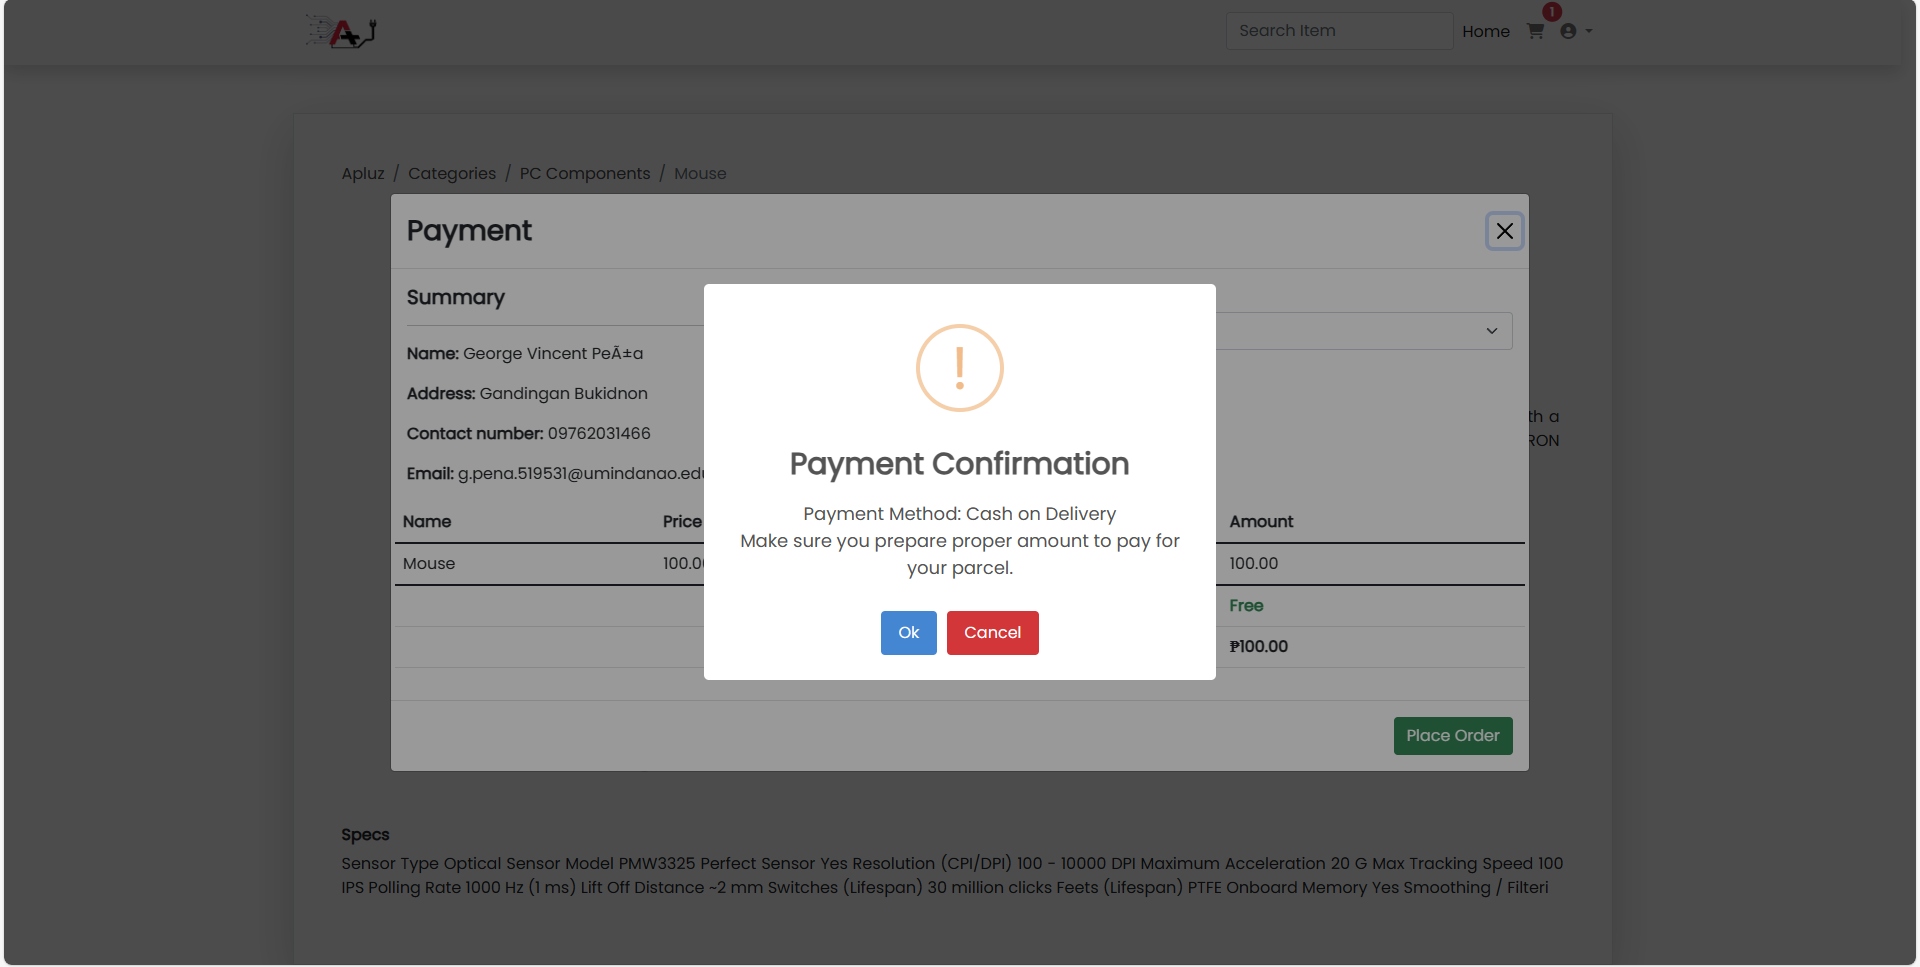 Search Item
Home
1
Apluz / Categories / PC Components / Mouse
Payment
Summary
Name: George Vincent PeÃ±a
Address: Gandingan Bukidnon
Contact number: 09762031466
Email: g.pena.519531@umindanao.edu
th a
RON
Name Price Amount
Mouse 100.00 100.00
Free
₱100.00
Place Order
!
Payment Confirmation
Payment Method: Cash on Delivery
Make sure you prepare proper amount to pay for
your parcel.
Ok Cancel
Specs
Sensor Type Optical Sensor Model PMW3325 Perfect Sensor Yes Resolution (CPI/DPI) 100 - 10000 DPI Maximum Acceleration 20 G Max Tracking Speed 100
IPS Polling Rate 1000 Hz (1 ms) Lift Off Distance ~2 mm Switches (Lifespan) 30 million clicks Feets (Lifespan) PTFE Onboard Memory Yes Smoothing / Filteri